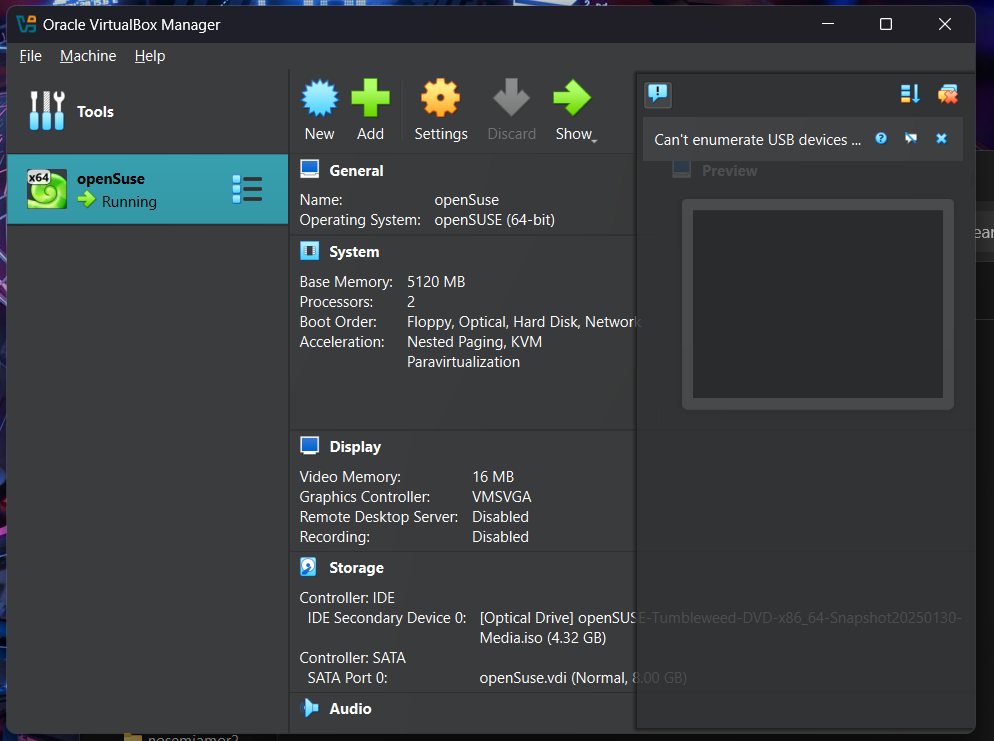 Oracle VirtualBox Manager
File Machine Help
Tools
New Add Settings Discard Show
Can't enumerate USB devices ...
x64 openSuse
Running
General
Preview
Name: openSuse
Operating System: openSUSE (64-bit)
System
Base Memory: 5120 MB
Processors: 2
Boot Order: Floppy, Optical, Hard Disk, Network
Acceleration: Nested Paging, KVM
Paravirtualization
Display
Video Memory: 16 MB
Graphics Controller: VMSVGA
Remote Desktop Server: Disabled
Recording: Disabled
Storage
Controller: IDE
IDE Secondary Device 0: [Optical Drive] openSUSE-Tumbleweed-DVD-x86_64-Snapshot20250130-
Media.iso (4.32 GB)
Controller: SATA
SATA Port 0: openSuse.vdi (Normal, 8.00 GB)
Audio